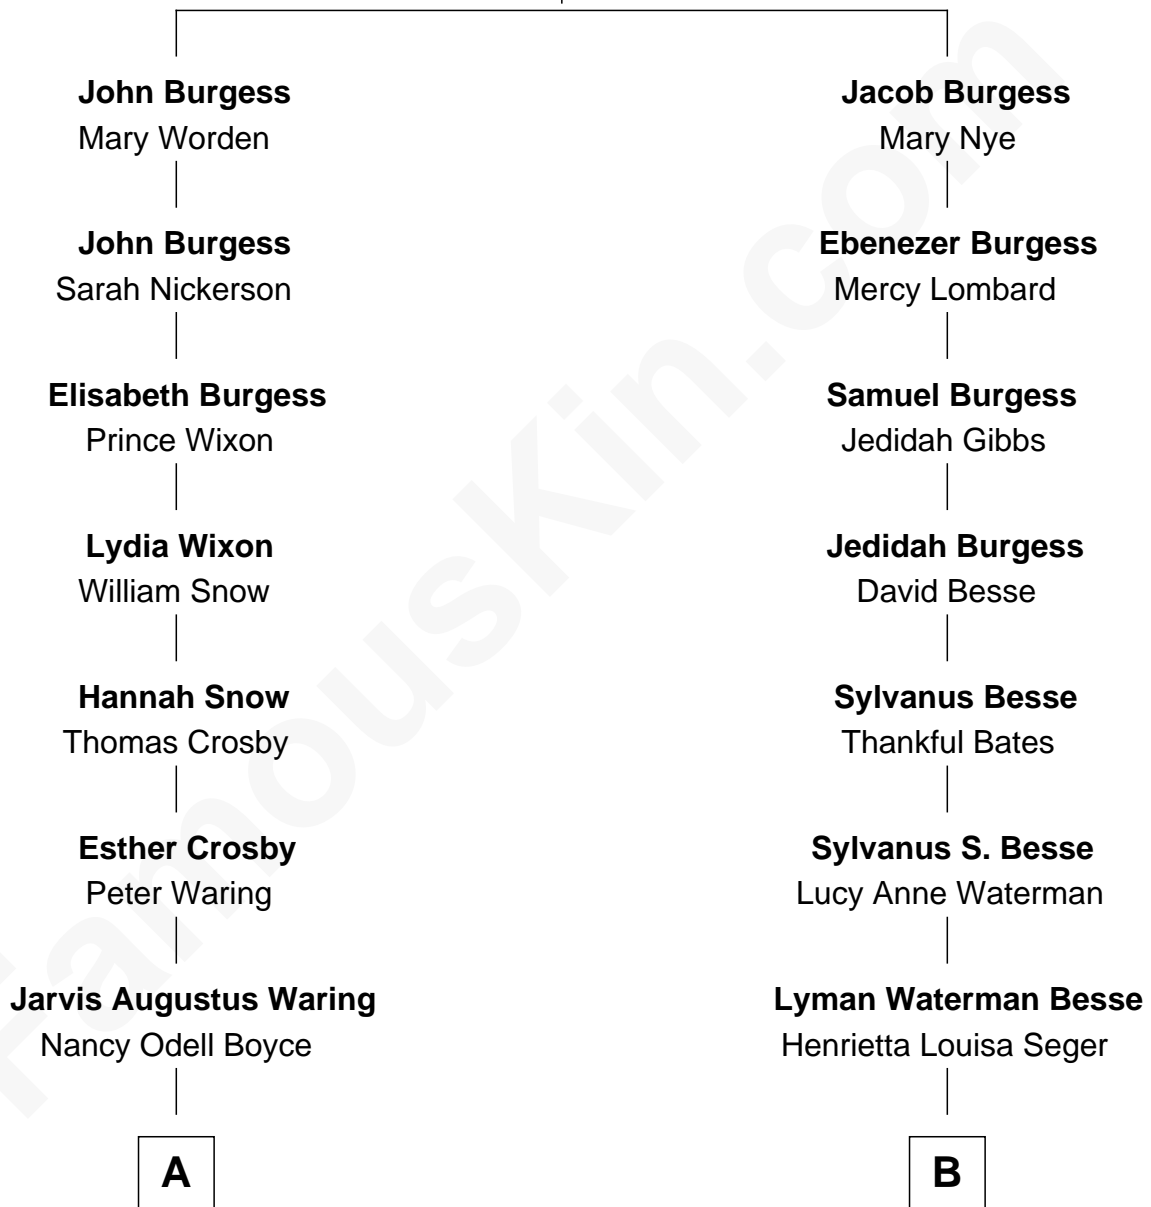 John Burgess
Mary Worden
John Burgess
Sarah Nickerson
Elisabeth Burgess
Prince Wixon
Lydia Wixon
William Snow
Hannah Snow
Thomas Crosby
Esther Crosby
Peter Waring
Jarvis Augustus Waring
Nancy Odell Boyce
A
Jacob Burgess
Mary Nye
Ebenezer Burgess
Mercy Lombard
Samuel Burgess
Jedidah Gibbs
Jedidah Burgess
David Besse
Sylvanus Besse
Thankful Bates
Sylvanus S. Besse
Lucy Anne Waterman
Lyman Waterman Besse
Henrietta Louisa Seger
B
FamousKin.com